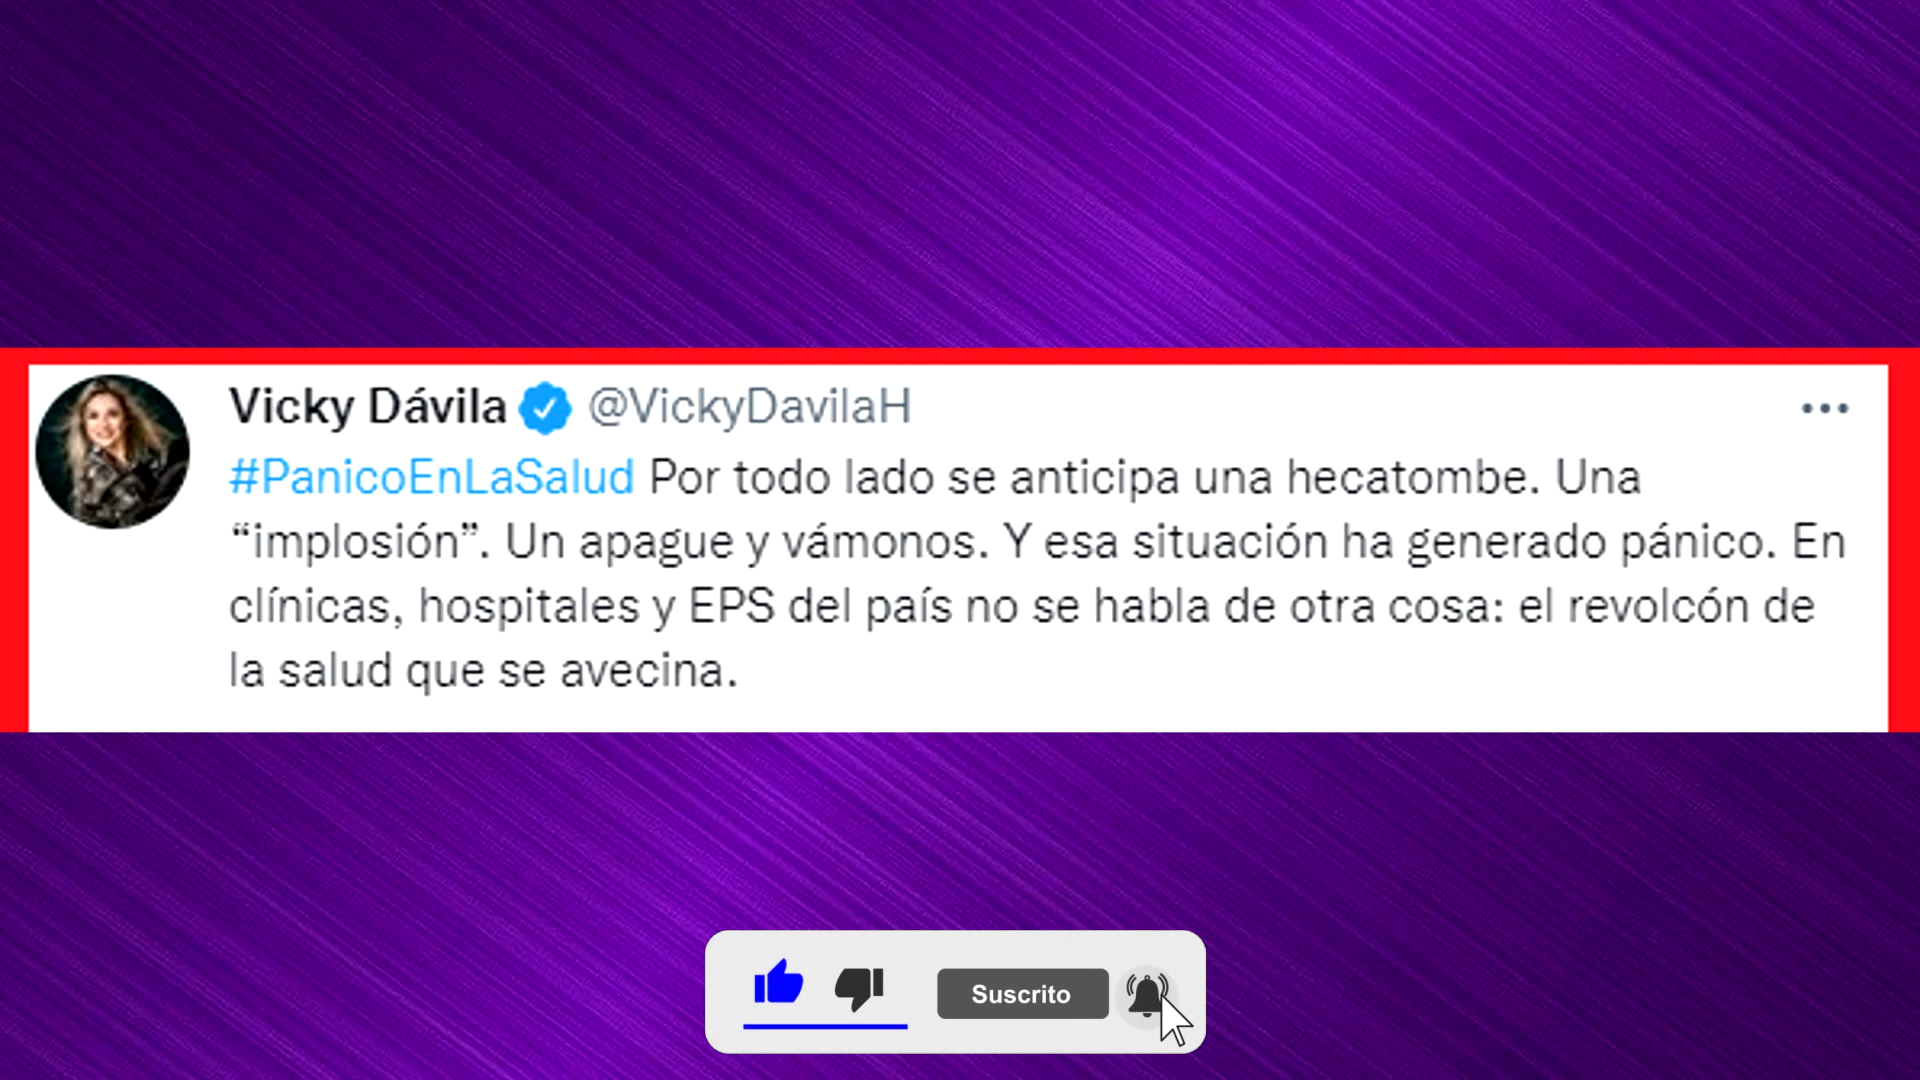 Vicky Dávila @VickyDavilaH
#PanicoEnLaSalud Por todo lado se anticipa una hecatombe. Una
“implosión”. Un apague y vámonos. Y esa situación ha generado pánico. En
clínicas, hospitales y EPS del país no se habla de otra cosa: el revolcón de
la salud que se avecina.
Suscrito